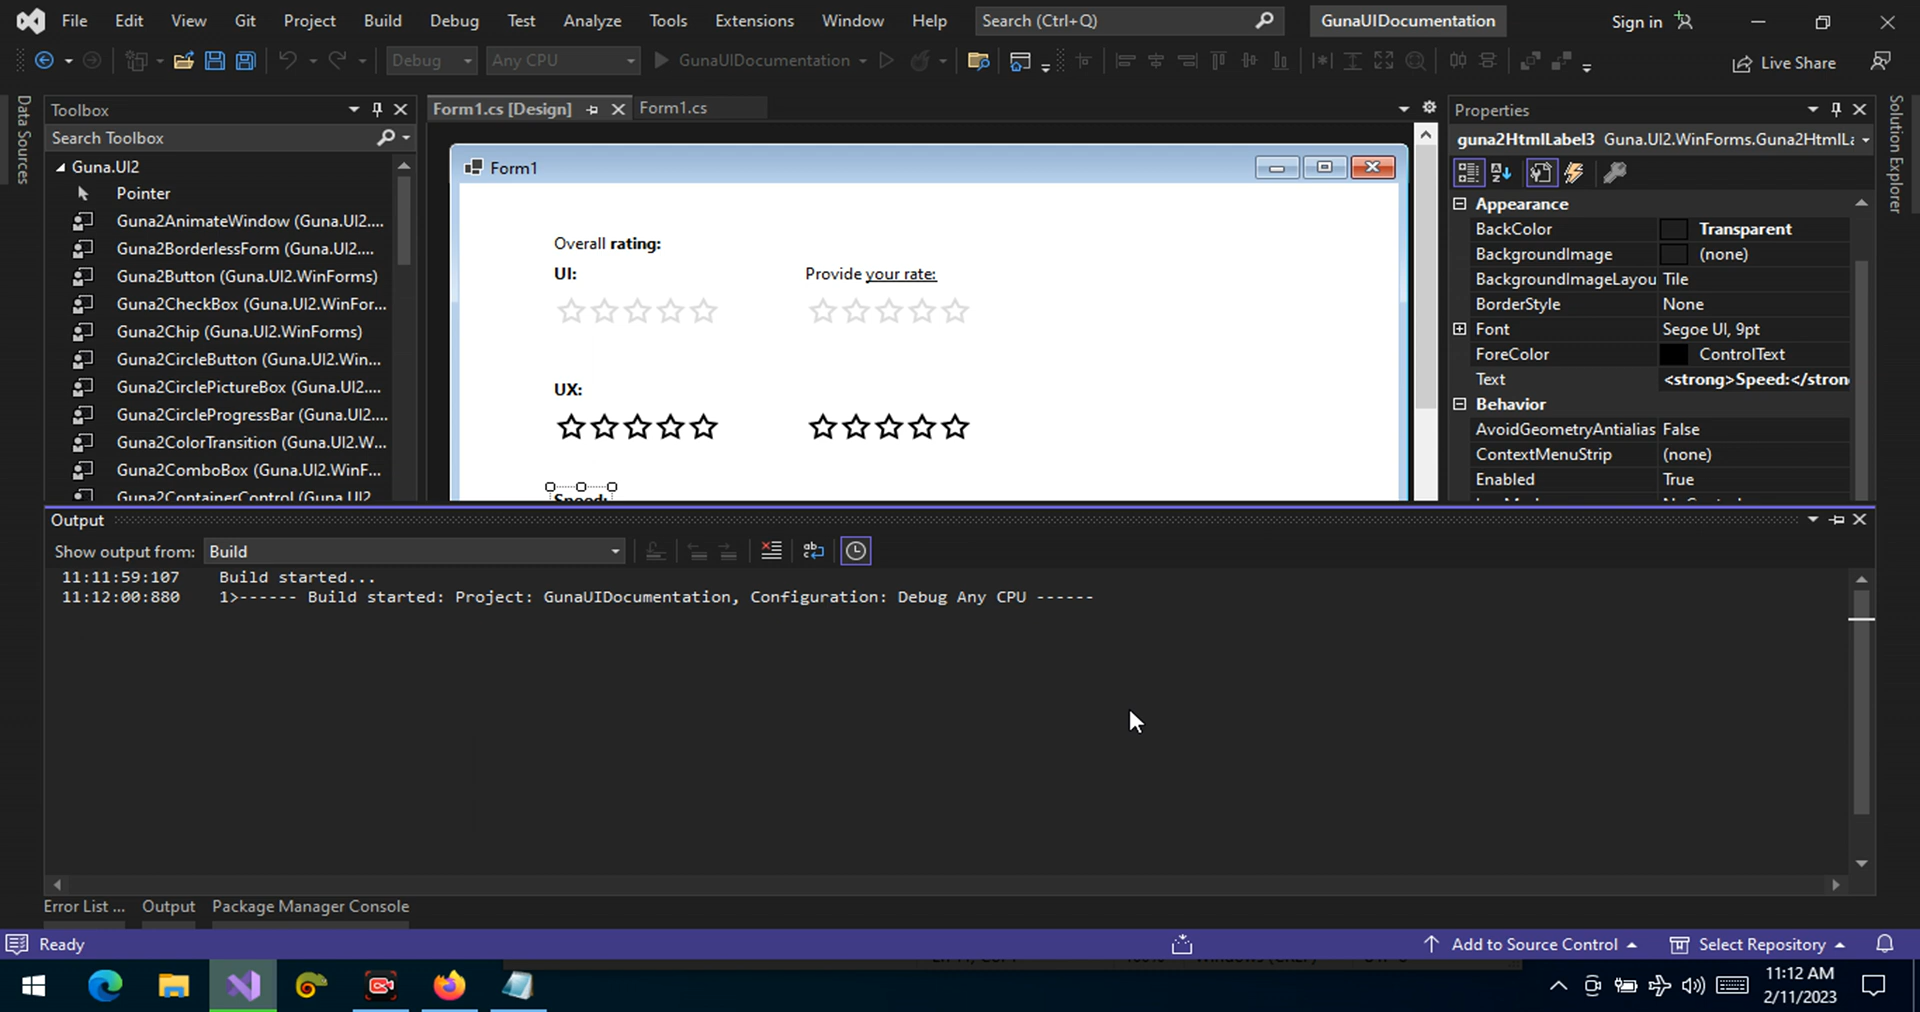 File Edit View Git Project Build Debug Test Analyze Tools Extensions Window Help Search (Ctrl+Q) GunaUIDocumentation Sign in
Debug Any CPU GunaUIDocumentation Live Share
Data Sources
Toolbox
Search Toolbox
Guna.UI2
Pointer
Guna2AnimateWindow (Guna.UI2....
Guna2BorderlessForm (Guna.UI2....
Guna2Button (Guna.UI2.WinForms)
Guna2CheckBox (Guna.UI2.WinFor...
Guna2Chip (Guna.UI2.WinForms)
Guna2CircleButton (Guna.UI2.Win...
Guna2CirclePictureBox (Guna.UI2....
Guna2CircleProgressBar (Guna.UI2....
Guna2ColorTransition (Guna.UI2.W...
Guna2ComboBox (Guna.UI2.WinF...
Guna2ContainerControl (Guna.UI2
Form1.cs [Design] Form1.cs
Form1
Overall rating:
UI: Provide your rate:
UX:
Speed:
Properties
guna2HtmlLabel3 Guna.UI2.WinForms.Guna2HtmlLa
Appearance
BackColor Transparent
BackgroundImage (none)
BackgroundImageLayou Tile
BorderStyle None
Font Segoe UI, 9pt
ForeColor ControlText
Text <strong>Speed:</stron
Behavior
AvoidGeometryAntialias False
ContextMenuStrip (none)
Enabled True
Solution Explorer
Output
Show output from: Build
11:11:59:107 Build started...
11:12:00:880 1>------ Build started: Project: GunaUIDocumentation, Configuration: Debug Any CPU ------
Error List ... Output Package Manager Console
Ready Add to Source Control Select Repository
11:12 AM
2/11/2023